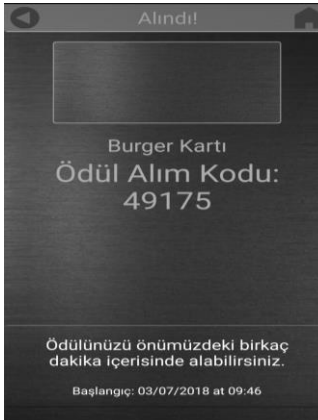 Alındı!
Burger Kartı
Ödül Alım Kodu:
49175
Ödülünüzü önümüzdeki birkaç
dakika içerisinde alabilirsiniz.
Başlangıç: 03/07/2018 at 09:46